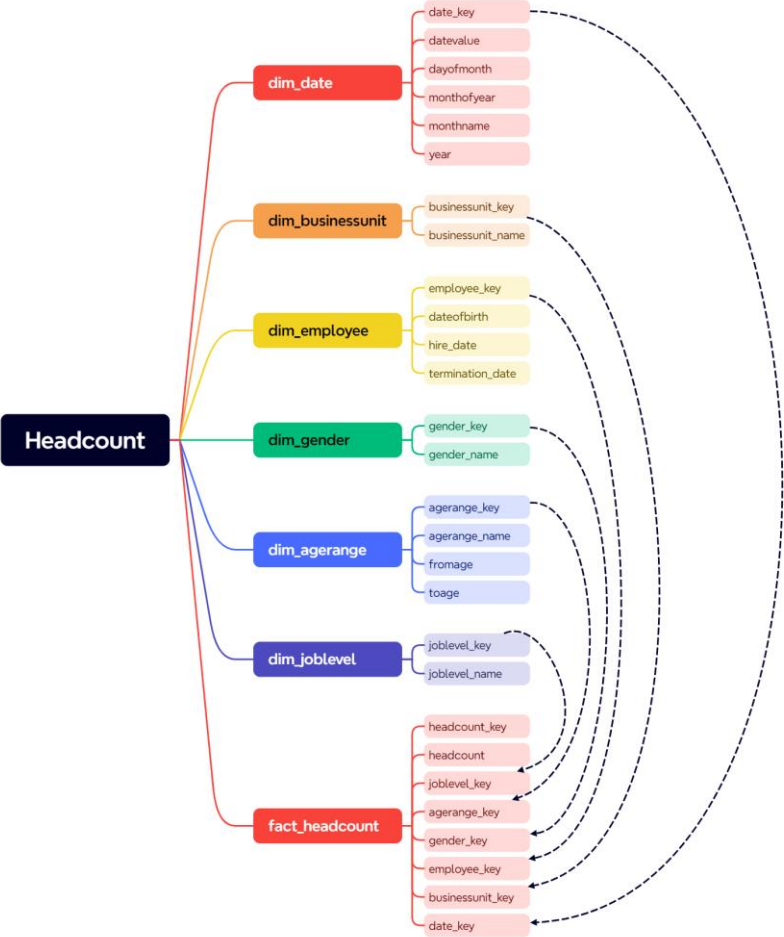 Headcount
dim_date
date_key
datevalue
dayofmonth
monthofyear
monthname
year
dim_businessunit
businessunit_key
businessunit_name
dim_employee
employee_key
dateofbirth
hire_date
termination_date
dim_gender
gender_key
gender_name
dim_agerange
agerange_key
agerange_name
fromage
toage
dim_joblevel
joblevel_key
joblevel_name
fact_headcount
headcount_key
headcount
joblevel_key
agerange_key
gender_key
employee_key
businessunit_key
date_key